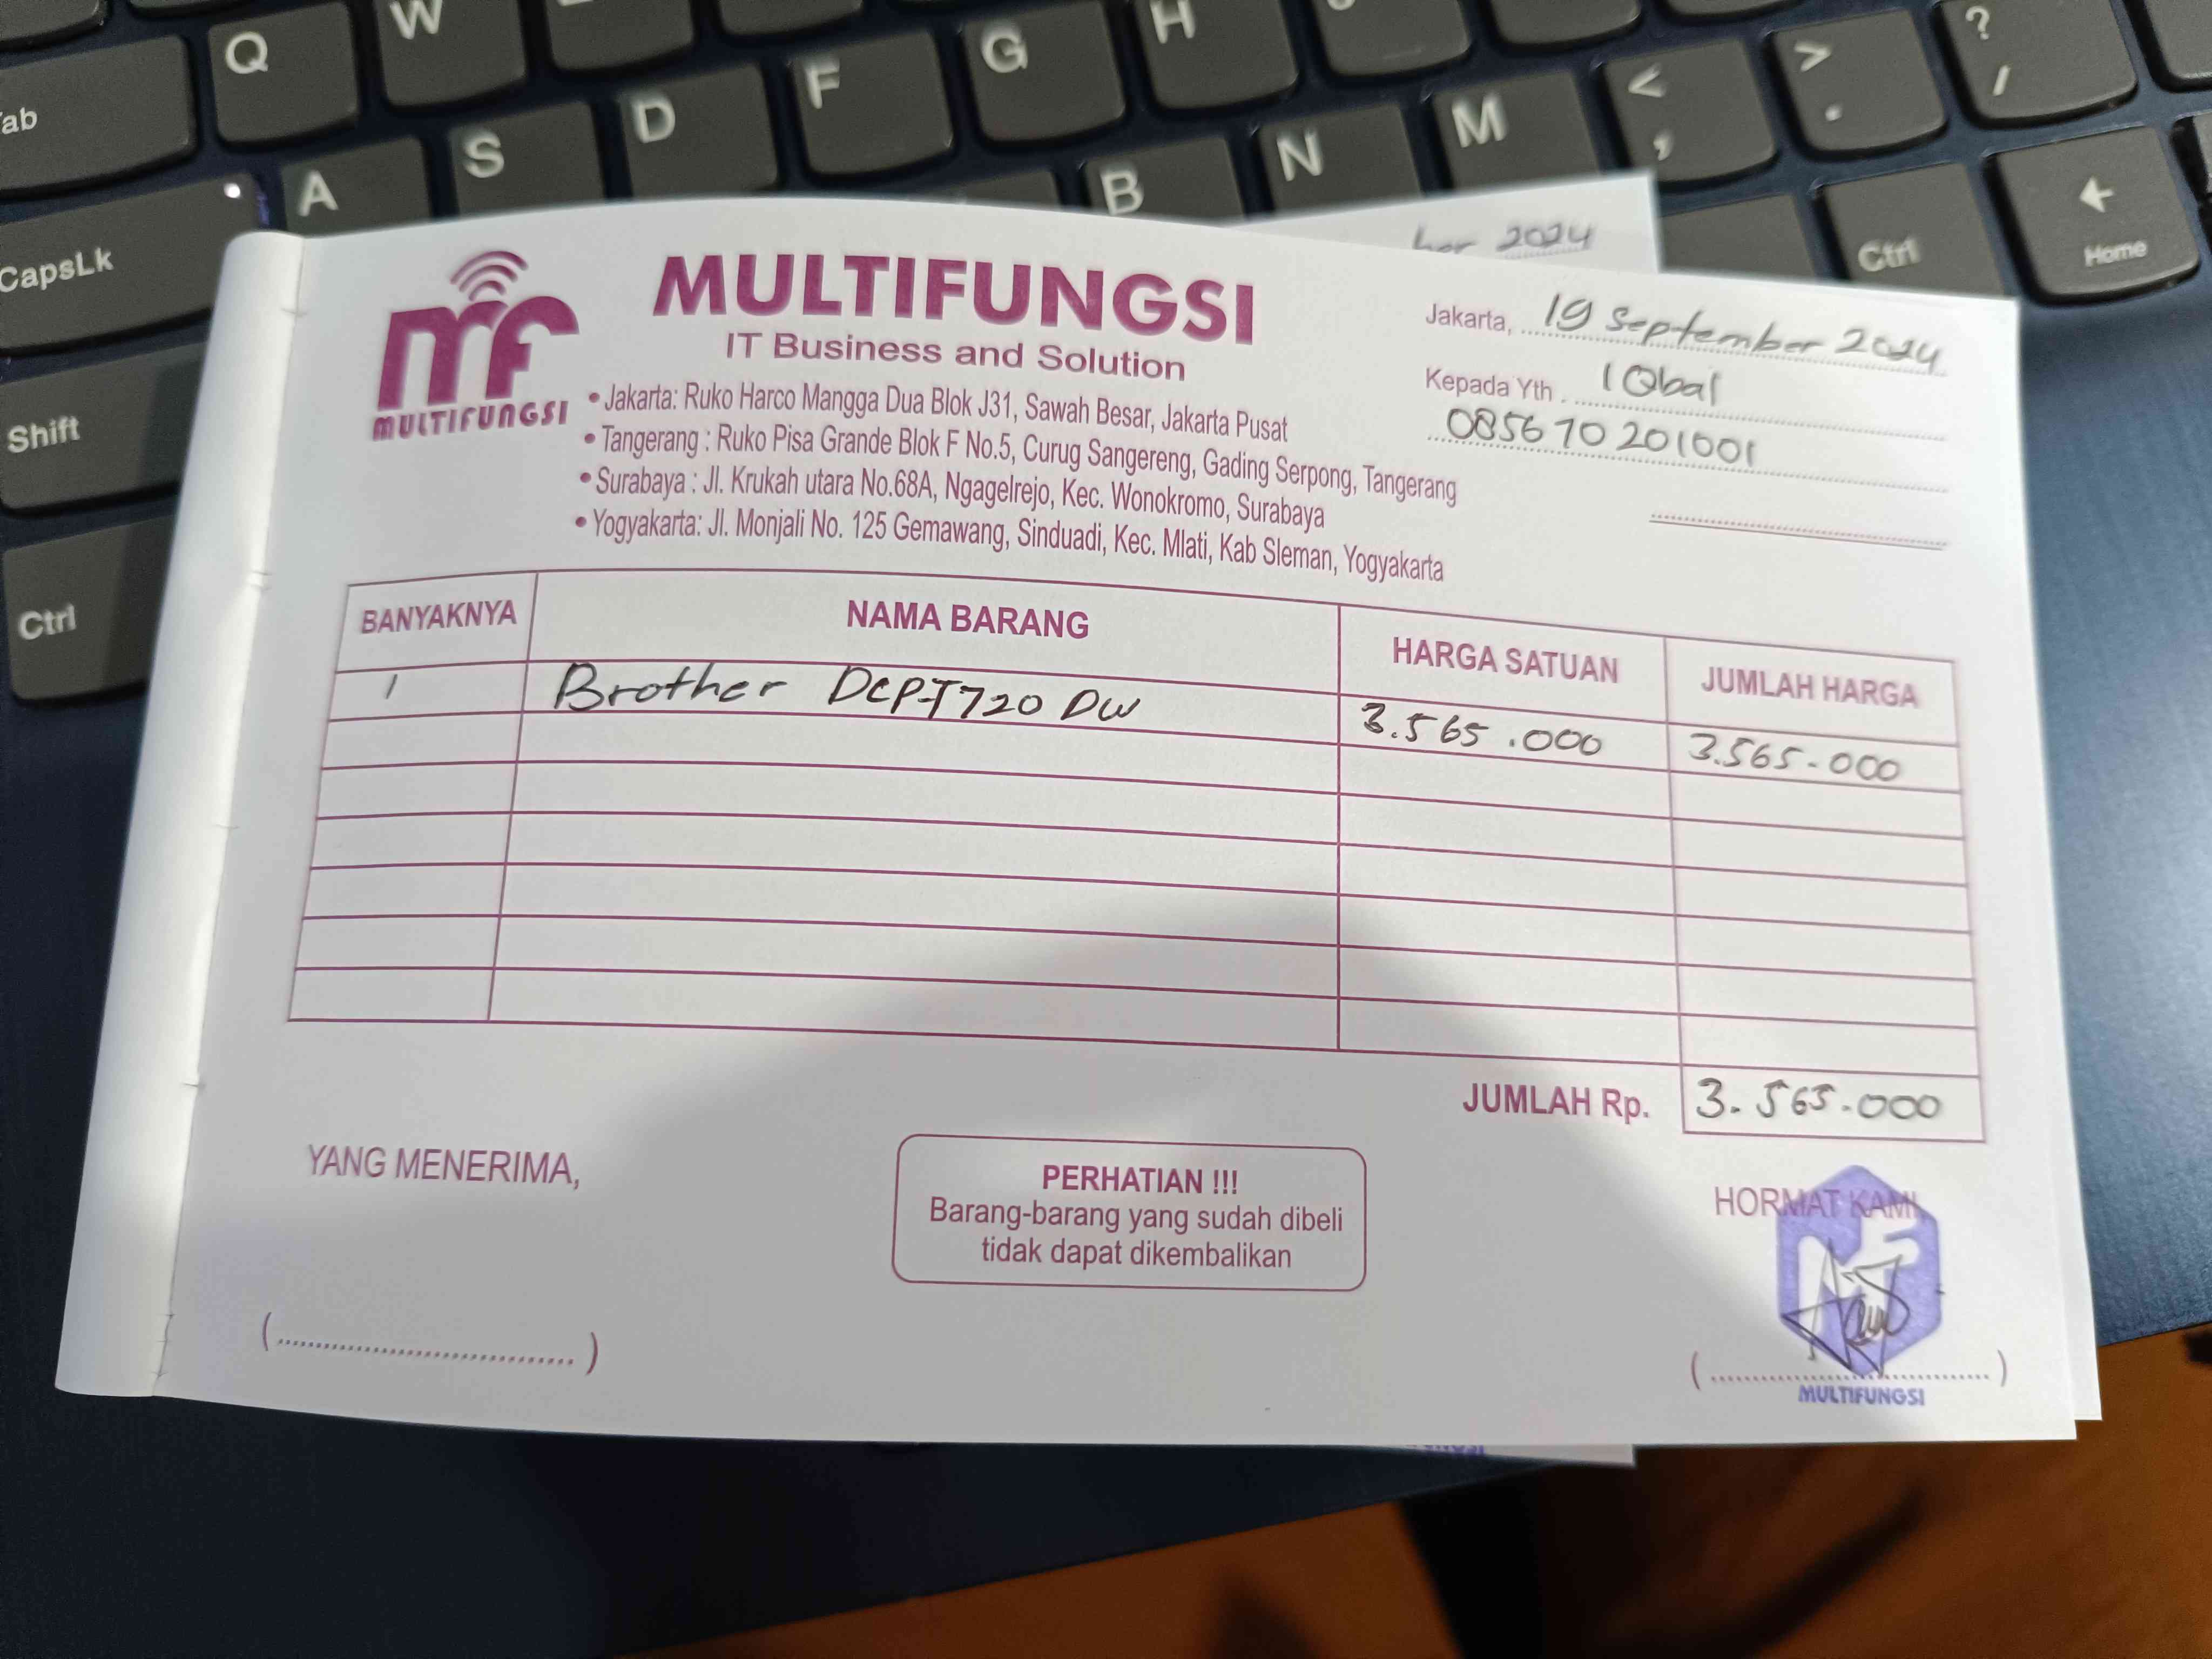 Q W G H ? /
Tab A S D F B N M < , > .
CapsLk
Shift
Ctrl
Ctrl
← Home
2024
MULTIFUNGSI
IT Business and Solution
MF
MULTIFUNGSI
• Jakarta: Ruko Harco Mangga Dua Blok J31, Sawah Besar, Jakarta Pusat
• Tangerang : Ruko Pisa Grande Blok F No.5, Curug Sangereng, Gading Serpong, Tangerang
• Surabaya : Jl. Krukah utara No.68A, Ngagelrejo, Kec. Wonokromo, Surabaya
• Yogyakarta: Jl. Monjali No. 125 Gemawang, Sinduadi, Kec. Mlati, Kab Sleman, Yogyakarta
Jakarta, 19 September 2024
Kepada Yth. IQbal
085670201001
BANYAKNYA NAMA BARANG HARGA SATUAN JUMLAH HARGA
1 Brother DCP-T720 DW 3.565.000 3.565.000
JUMLAH Rp. 3.565.000
YANG MENERIMA,
PERHATIAN !!!
Barang-barang yang sudah dibeli
tidak dapat dikembalikan
HORMAT KAMI,
MULTIFUNGSI